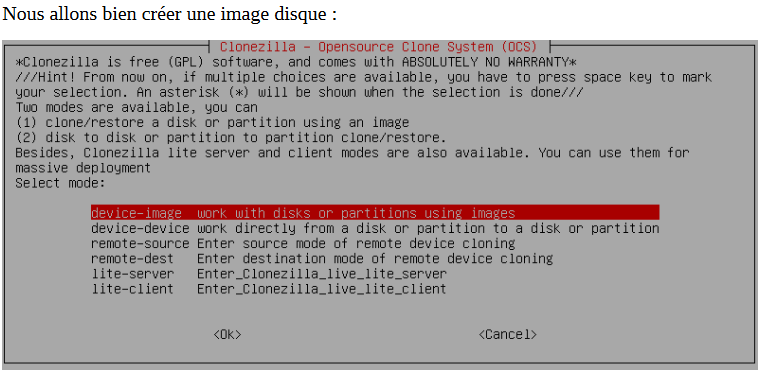 Nous allons bien créer une image disque :
Clonezilla - Opensource Clone System (OCS)
*Clonezilla is free (GPL) software, and comes with ABSOLUTELY NO WARRANTY*
///Hint! From now on, if multiple choices are available, you have to press space key to mark
your selection. An asterisk (*) will be shown when the selection is done///
Two modes are available, you can
(1) clone/restore a disk or partition using an image
(2) disk to disk or partition to partition clone/restore.
Besides, Clonezilla lite server and client modes are also available. You can use them for
massive deployment
Select mode:
device-image work with disks or partitions using images
device-device work directly from a disk or partition to a disk or partition
remote-source Enter source mode of remote device cloning
remote-dest Enter destination mode of remote device cloning
lite-server Enter_Clonezilla_live_lite_server
lite-client Enter_Clonezilla_live_lite_client
<Ok> <Cancel>